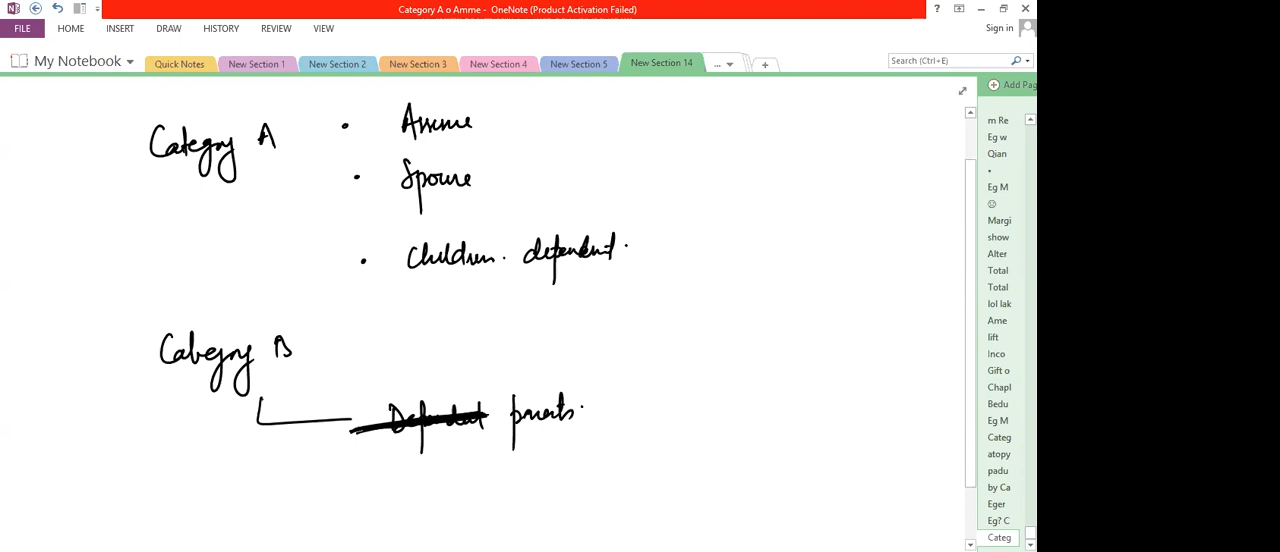 Category A o Amme - OneNote (Product Activation Failed)
Sign in
FILE HOME INSERT DRAW HISTORY REVIEW VIEW
My Notebook Quick Notes New Section 1 New Section 2 New Section 3 New Section 4 New Section 5 New Section 14 ... +
Search (Ctrl+E)
Add Pag
Category A • Assme
• Spouse
• Children. dependent.
Category B
parents.
m Re
Eg w
Qian
•
Eg M
☹
Margi
show
Alter
Total
Total
lol lak
Ame
lift
Inco
Gift o
Chapl
Bedu
Eg M
Categ
atopy
padu
by Ca
Eger
Eg? C
Categ